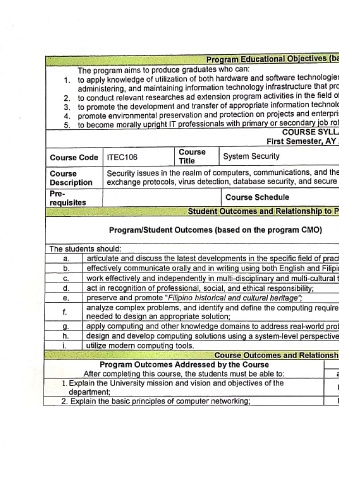 Program Educational Objectives (ba
The program aims to produce graduates who can:
1. to apply knowledge of utilization of both hardware and software technologie
administering, and maintaining information technology infrastructure that pro
2. to conduct relevant researches ad extension program activities in the field o
3. to promote the development and transfer of appropriate information technolo
4. promote environmental preservation and protection on projects and enterpri
5. to become morally upright IT professionals with primary or secondary job rol
COURSE SYLL
First Semester, AY
Course Code ITEC106 Course Title System Security
Course Description Security issues in the realm of computers, communications, and the
exchange protocols, virus detection, database security, and secure
Pre-requisites Course Schedule
Student Outcomes and Relationship to P
Program/Student Outcomes (based on the program CMO)
The students should:
a. articulate and discuss the latest developments in the specific field of prac
b. effectively communicate orally and in writing using both English and Filipi
c. work effectively and independently in multi-disciplinary and multi-cultural t
d. act in recognition of professional, social, and ethical responsibility;
e. preserve and promote "Filipino historical and cultural heritage";
f. analyze complex problems, and identify and define the computing require
needed to design an appropriate solution;
g. apply computing and other knowledge domains to address real-world prob
h. design and develop computing solutions using a system-level perspective
i. utilize modern computing tools.
Course Outcomes and Relationsh
Program Outcomes Addressed by the Course
After completing this course, the students must be able to: a
1. Explain the University mission and vision and objectives of the
department;
2. Explain the basic principles of computer networking;